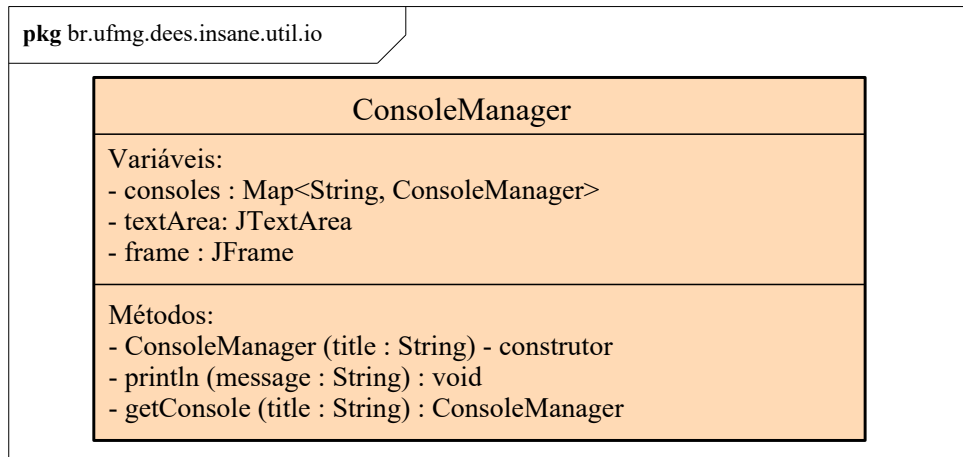 pkg br.ufmg.dees.insane.util.io
ConsoleManager
Variáveis:
- consoles : Map<String, ConsoleManager>
- textArea: JTextArea
- frame : JFrame
Métodos:
- ConsoleManager (title : String) - construtor
- println (message : String) : void
- getConsole (title : String) : ConsoleManager